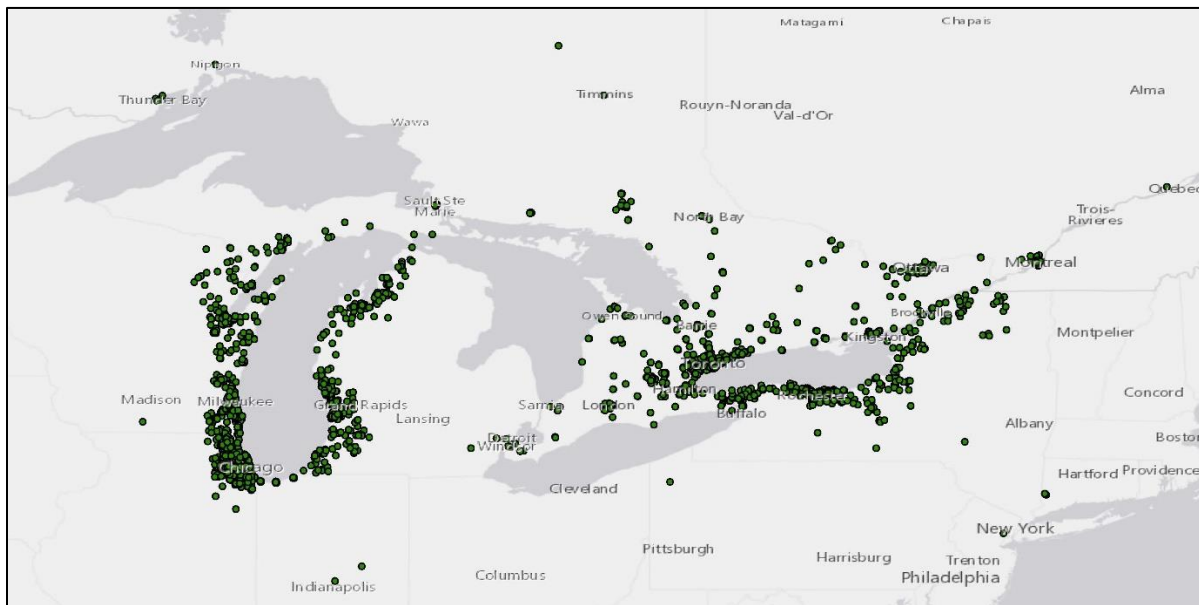 Matagami
Chapais
Nipigon
Thunder Bay
Timmins
Rouyn-Noranda
Val-d'Or
Alma
Wawa
Quebec
Sault Ste
Marie
North Bay
Trois-
Rivieres
Ottawa
Montreal
Owen Sound
Barrie
Brockville
Kingston
Montpelier
Toronto
Madison
Milwaukee
Grand Rapids
Lansing
Sarnia
London
Hamilton
Rochester
Buffalo
Concord
Albany
Boston
Detroit
Windsor
Chicago
Cleveland
Hartford
Providence
New York
Pittsburgh
Harrisburg
Trenton
Philadelphia
Columbus
Indianapolis